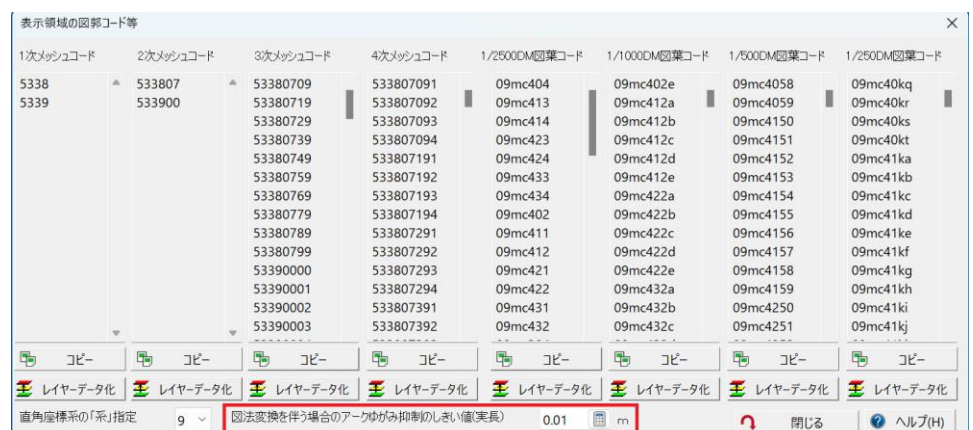 表示領域の図郭コード等
1次メッシュコード 2次メッシュコード 3次メッシュコード 4次メッシュコード 1/2500DM図葉コード 1/1000DM図葉コード 1/500DM図葉コード 1/250DM図葉コード
5338 533807 53380709 533807091 09mc404 09mc402e 09mc4058 09mc40kq
5339 533900 53380719 533807092 09mc413 09mc412a 09mc4059 09mc40kr
53380729 533807093 09mc414 09mc412b 09mc4150 09mc40ks
53380739 533807094 09mc423 09mc412c 09mc4151 09mc40kt
53380749 533807191 09mc424 09mc412d 09mc4152 09mc41ka
53380759 533807192 09mc433 09mc412e 09mc4153 09mc41kb
53380769 533807193 09mc434 09mc422a 09mc4154 09mc41kc
53380779 533807194 09mc402 09mc422b 09mc4155 09mc41kd
53380789 533807291 09mc411 09mc422c 09mc4156 09mc41ke
53380799 533807292 09mc412 09mc422d 09mc4157 09mc41kf
53390000 533807293 09mc421 09mc422e 09mc4158 09mc41kg
53390001 533807294 09mc422 09mc432a 09mc4159 09mc41kh
53390002 533807391 09mc431 09mc432b 09mc4250 09mc41ki
53390003 533807392 09mc432 09mc432c 09mc4251 09mc41kj
コピー コピー コピー コピー コピー コピー コピー コピー
レイヤーデータ化 レイヤーデータ化 レイヤーデータ化 レイヤーデータ化 レイヤーデータ化 レイヤーデータ化 レイヤーデータ化 レイヤーデータ化
直角座標系の「系」指定 9 図法変換を伴う場合のアークゆがみ抑制のしきい値(実長) 0.01 m 閉じる ヘルプ(H)